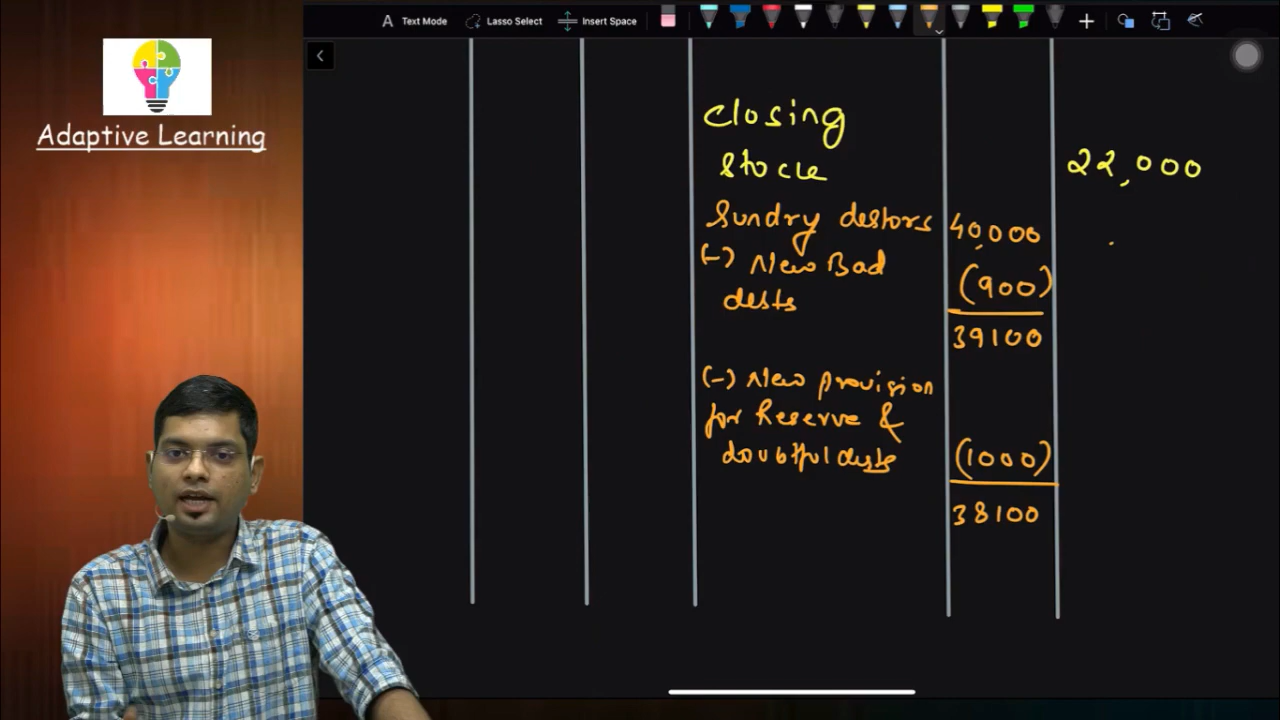 A Text Mode Lasso Select Insert Space
Adaptive Learning
closing
stock 22,000
Sundry debtors 40,000
(-) New Bad
debts (900)
39100
(-) New provision
for Reserve &
doubtful debts (1000)
38100